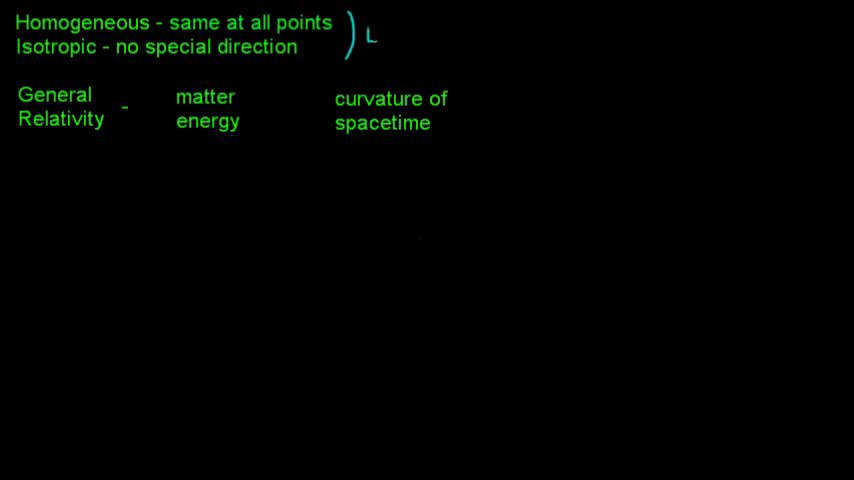 Homogeneous - same at all points
Isotropic - no special direction
) L
General Relativity - matter energy curvature of spacetime